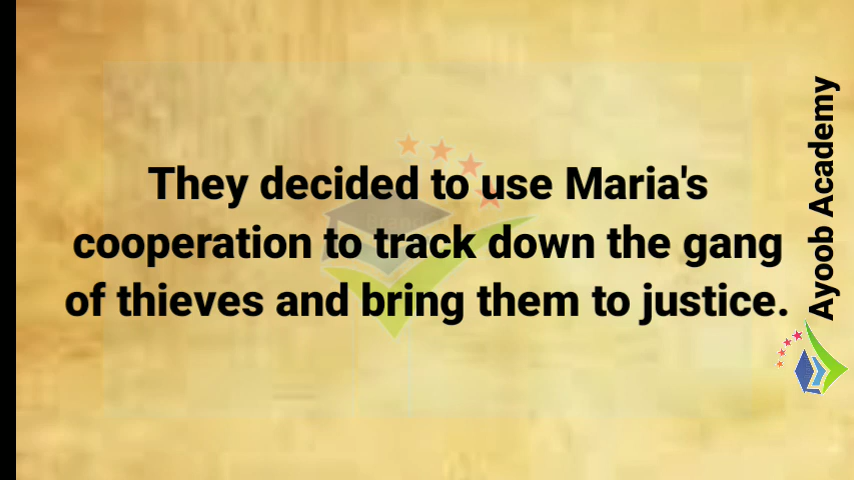 They decided to use Maria's
cooperation to track down the gang
of thieves and bring them to justice.
Ayoob Academy